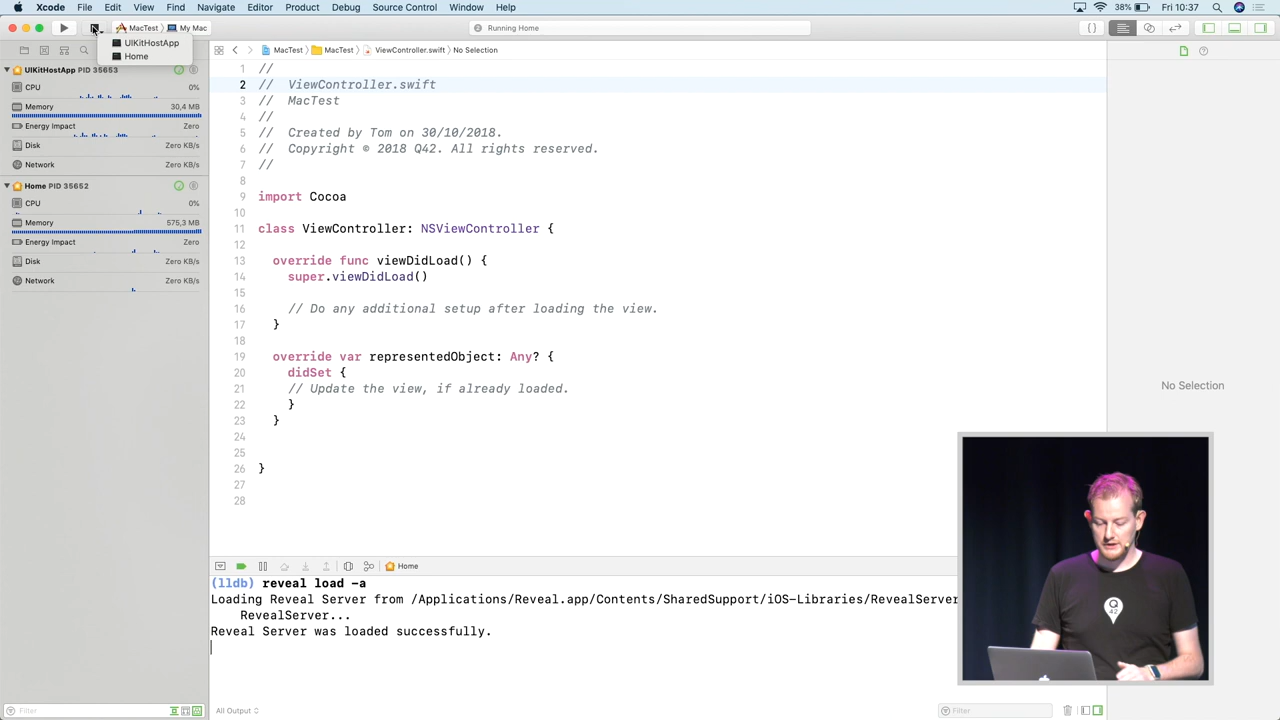 Xcode File Edit View Find Navigate Editor Product Debug Source Control Window Help
38% Fri 10:37
MacTest My Mac
Running Home
UIKitHostApp
Home
MacTest MacTest ViewController.swift No Selection
UIKitHostApp PID 35653
CPU 0%
Memory 30,4 MB
Energy Impact Zero
Disk Zero KB/s
Network Zero KB/s
Home PID 35652
CPU 0%
Memory 575,3 MB
Energy Impact Zero
Disk Zero KB/s
Network Zero KB/s
1 //
2 // ViewController.swift
3 // MacTest
4 //
5 // Created by Tom on 30/10/2018.
6 // Copyright © 2018 Q42. All rights reserved.
7 //
8
9 import Cocoa
10
11 class ViewController: NSViewController {
12
13 override func viewDidLoad() {
14 super.viewDidLoad()
15
16 // Do any additional setup after loading the view.
17 }
18
19 override var representedObject: Any? {
20 didSet {
21 // Update the view, if already loaded.
22 }
23 }
24
25
26 }
27
28
No Selection
Home
(lldb) reveal load -a
Loading Reveal Server from /Applications/Reveal.app/Contents/SharedSupport/iOS-Libraries/RevealServer
RevealServer...
Reveal Server was loaded successfully.
Q
42
Filter
All Output
Filter